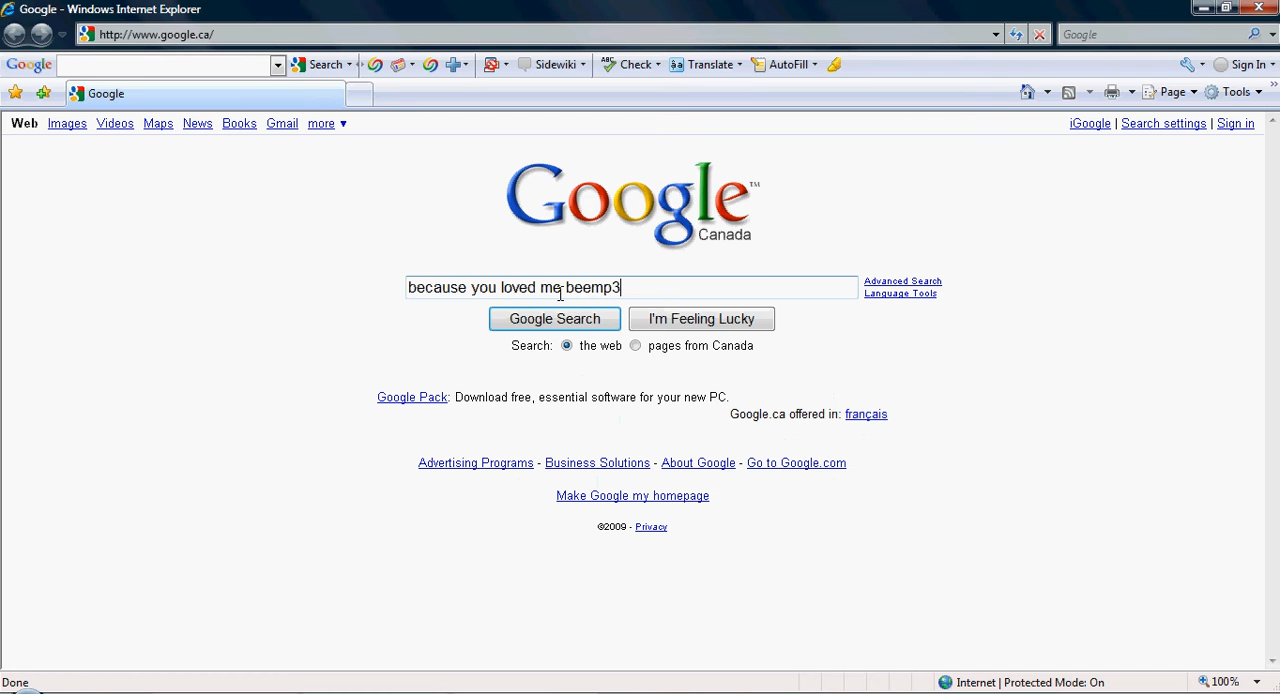 Google - Windows Internet Explorer
http://www.google.ca/
Google
Google Search Sidewiki Check Translate AutoFill Sign In
Google Page Tools
Web Images Videos Maps News Books Gmail more ▼ iGoogle | Search settings | Sign in
Google™
Canada
because you loved me beemp3
Advanced Search
Language Tools
Google Search I'm Feeling Lucky
Search: the web pages from Canada
Google Pack: Download free, essential software for your new PC.
Google.ca offered in: français
Advertising Programs - Business Solutions - About Google - Go to Google.com
Make Google my homepage
©2009 - Privacy
Done Internet | Protected Mode: On 100%